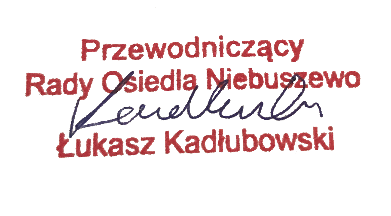 Przewodniczący
Rady Osiedla Niebuszewo
Łukasz Kadłubowski